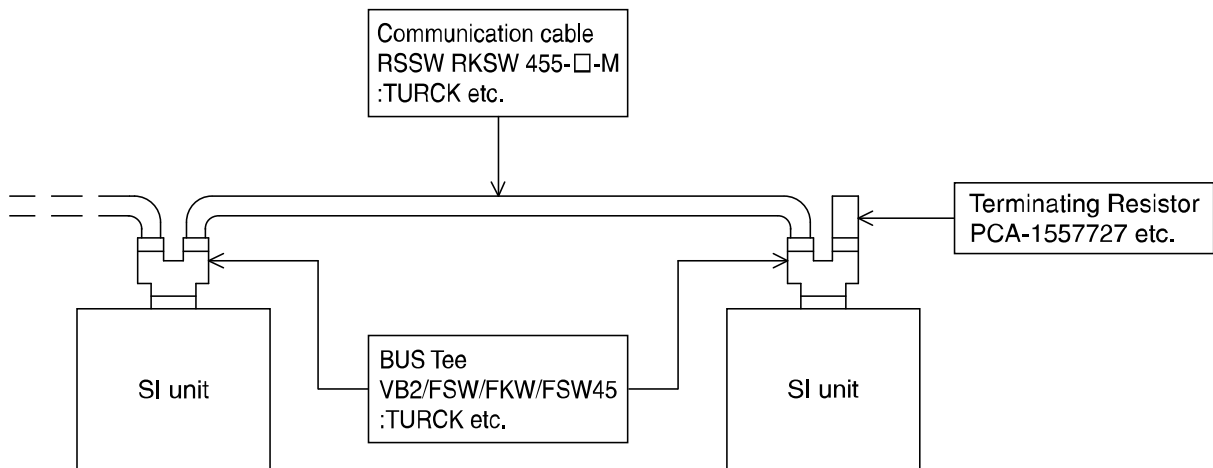 Communication cable
RSSW RKSW 455-□-M
:TURCK etc.
Terminating Resistor
PCA-1557727 etc.
BUS Tee
VB2/FSW/FKW/FSW45
:TURCK etc.
SI unit
SI unit